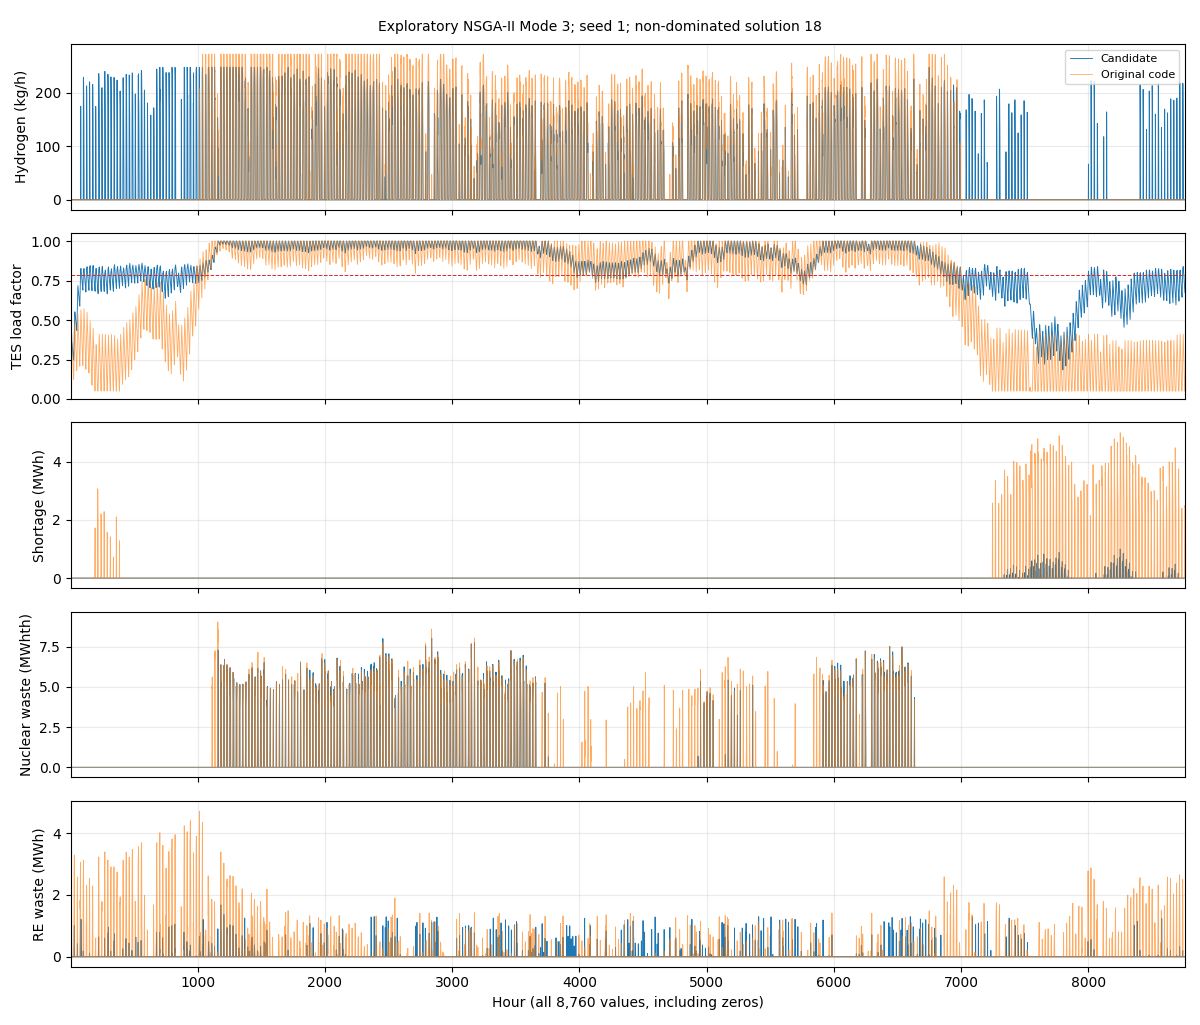 Exploratory NSGA-II Mode 3; seed 1; non-dominated solution 18
Hydrogen (kg/h)
200
100
0
Candidate
Original code
TES load factor
1.00
0.75
0.50
0.25
0.00
Shortage (MWh)
4
2
0
Nuclear waste (MWhth)
7.5
5.0
2.5
0.0
RE waste (MWh)
4
2
0
1000 2000 3000 4000 5000 6000 7000 8000
Hour (all 8,760 values, including zeros)